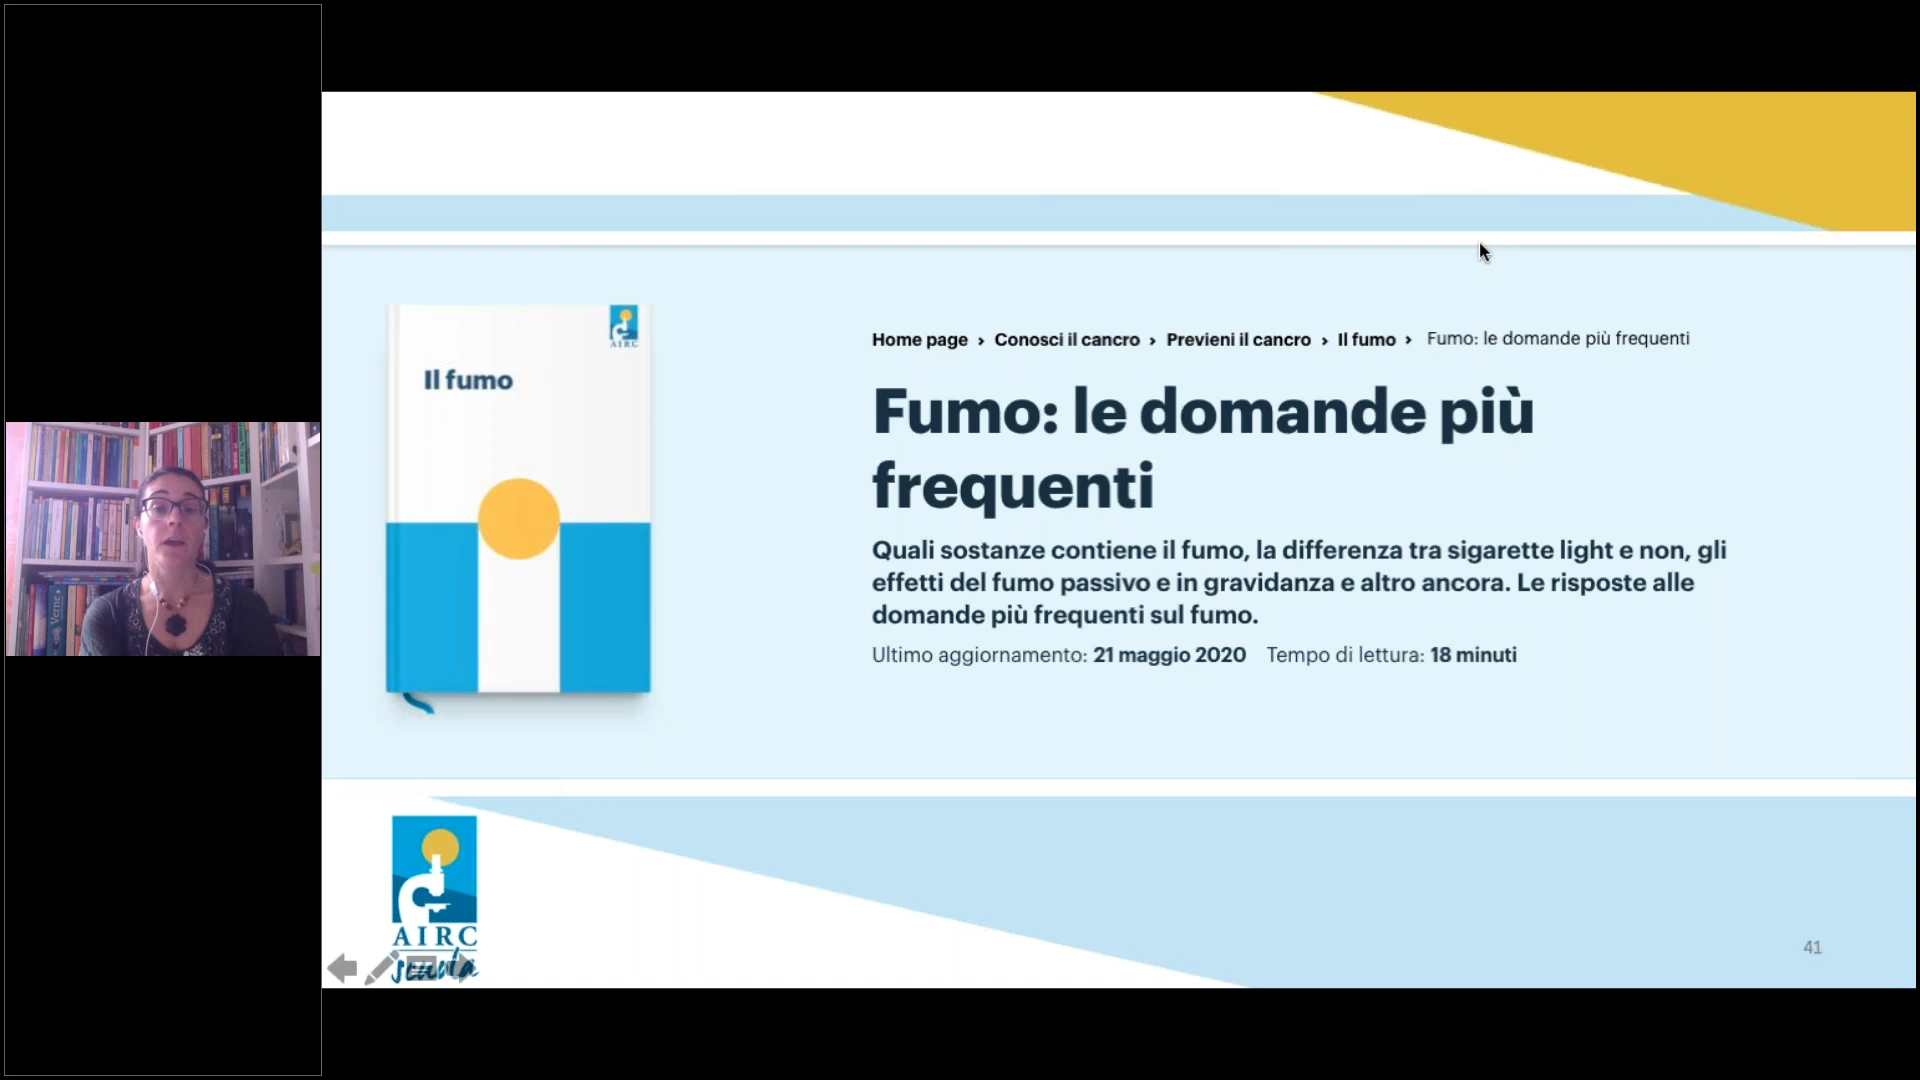 Il fumo
AIRC
Home page › Conosci il cancro › Previeni il cancro › Il fumo › Fumo: le domande più frequenti
Fumo: le domande più
frequenti
Quali sostanze contiene il fumo, la differenza tra sigarette light e non, gli
effetti del fumo passivo e in gravidanza e altro ancora. Le risposte alle
domande più frequenti sul fumo.
Ultimo aggiornamento: 21 maggio 2020 Tempo di lettura: 18 minuti
Verne
AIRC
scuola
41